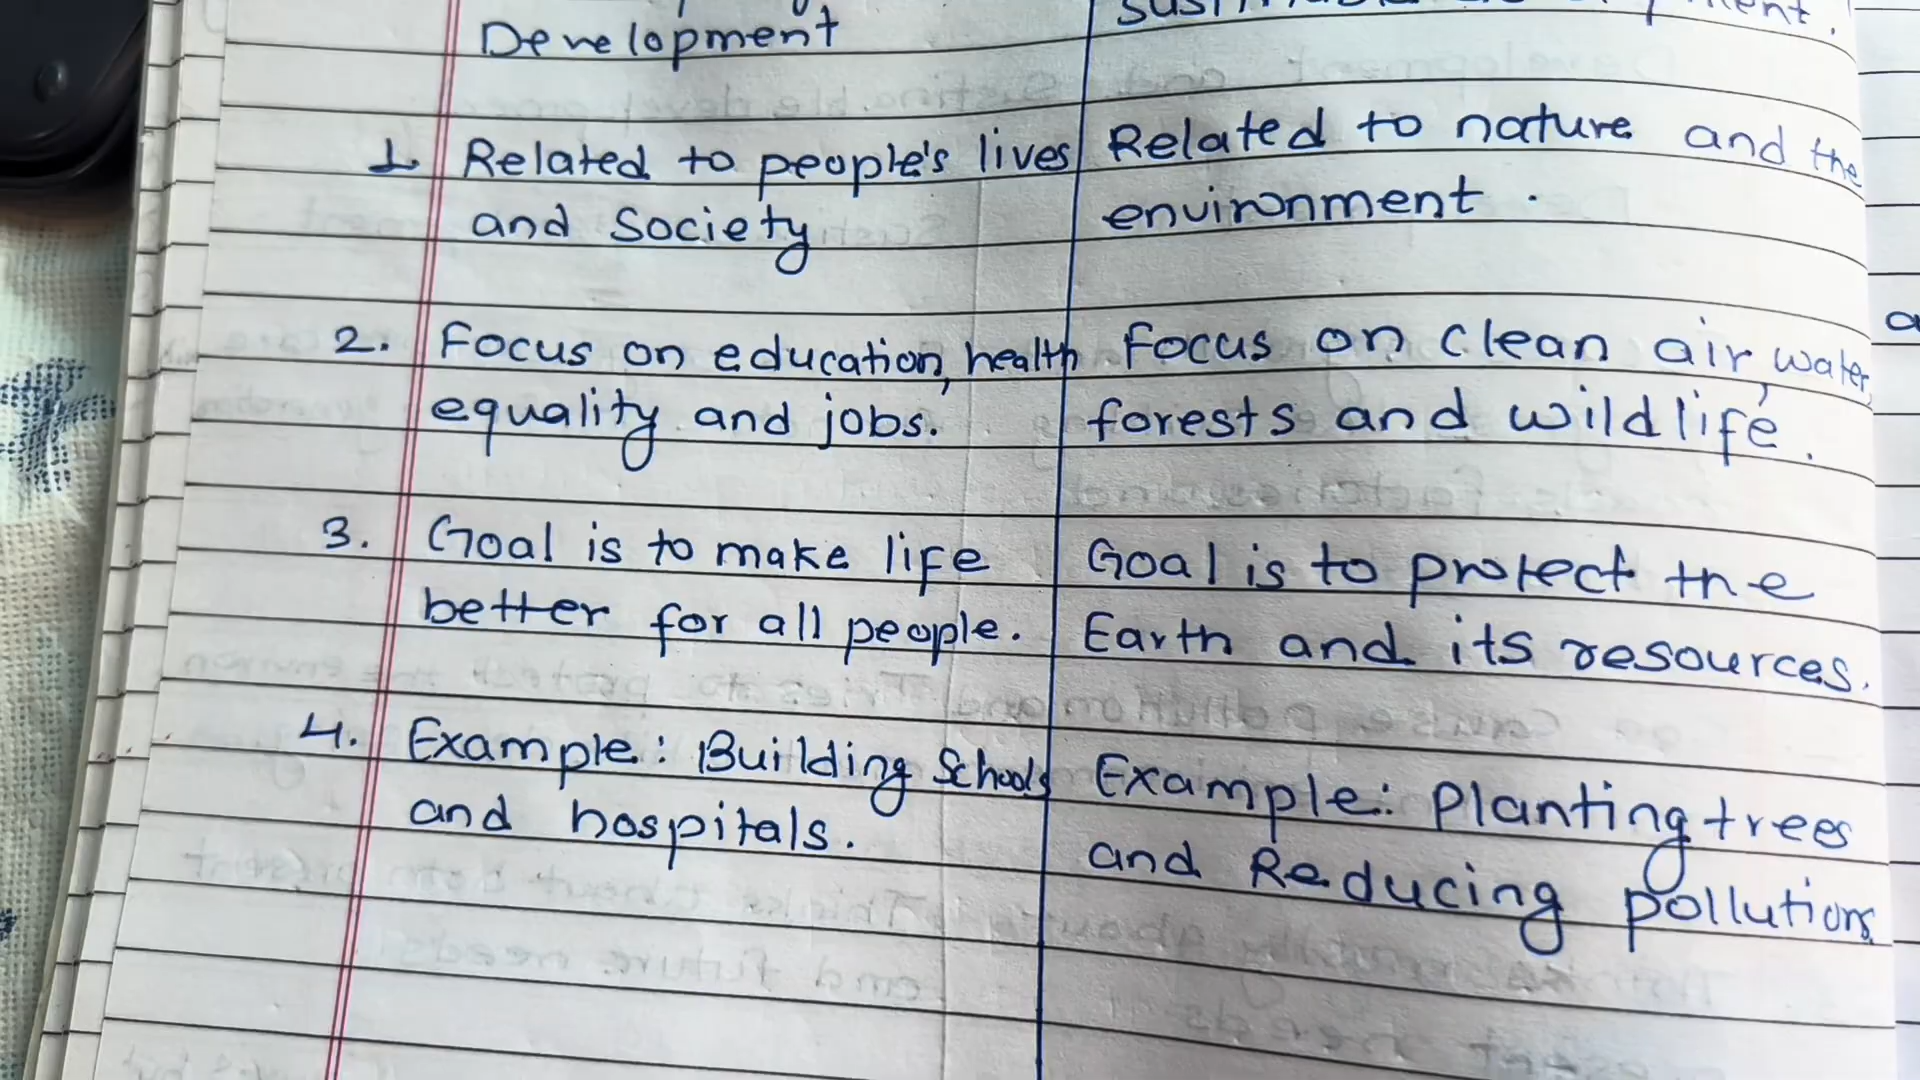 Development
1. Related to people's lives
and Society
2. Focus on education, health
equality and jobs.
3. Goal is to make life
better for all people.
4. Example: Building Schools
and hospitals.
Related to nature and the
environment.
Focus on clean air, water,
forests and wildlife.
Goal is to protect the
Earth and its resources.
Example: Planting trees
and Reducing pollutions